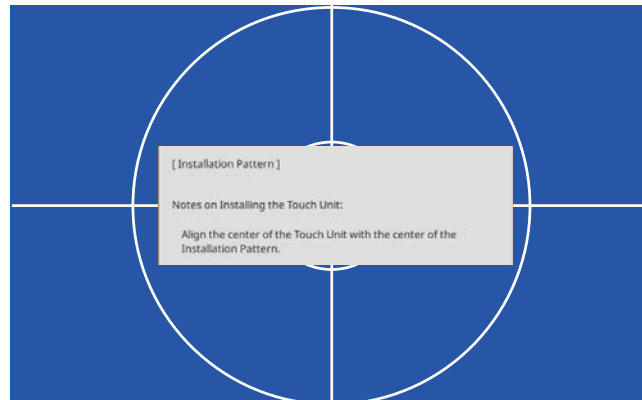 [ Installation Pattern ]
Notes on Installing the Touch Unit:
Align the center of the Touch Unit with the center of the
Installation Pattern.